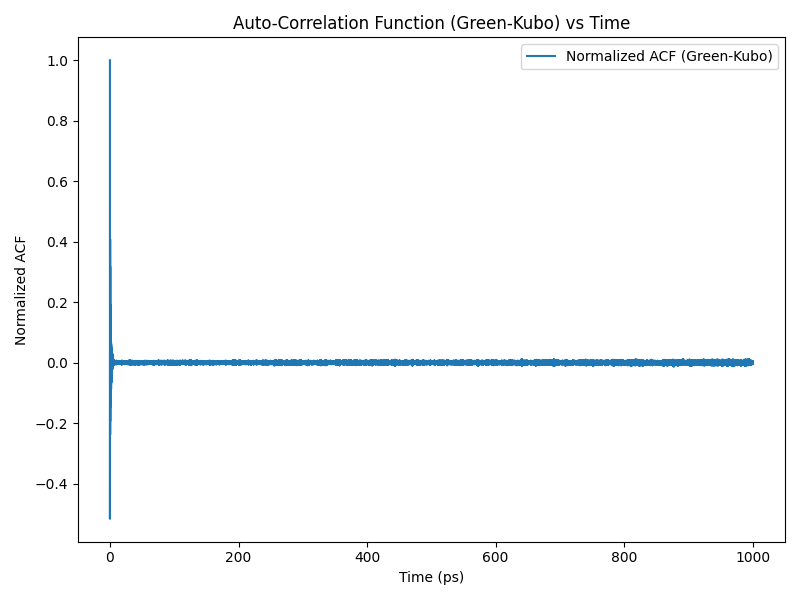 Auto-Correlation Function (Green-Kubo) vs Time
Normalized ACF (Green-Kubo)
1.0
0.8
0.6
0.4
0.2
0.0
−0.2
−0.4
Normalized ACF
0 200 400 600 800 1000
Time (ps)